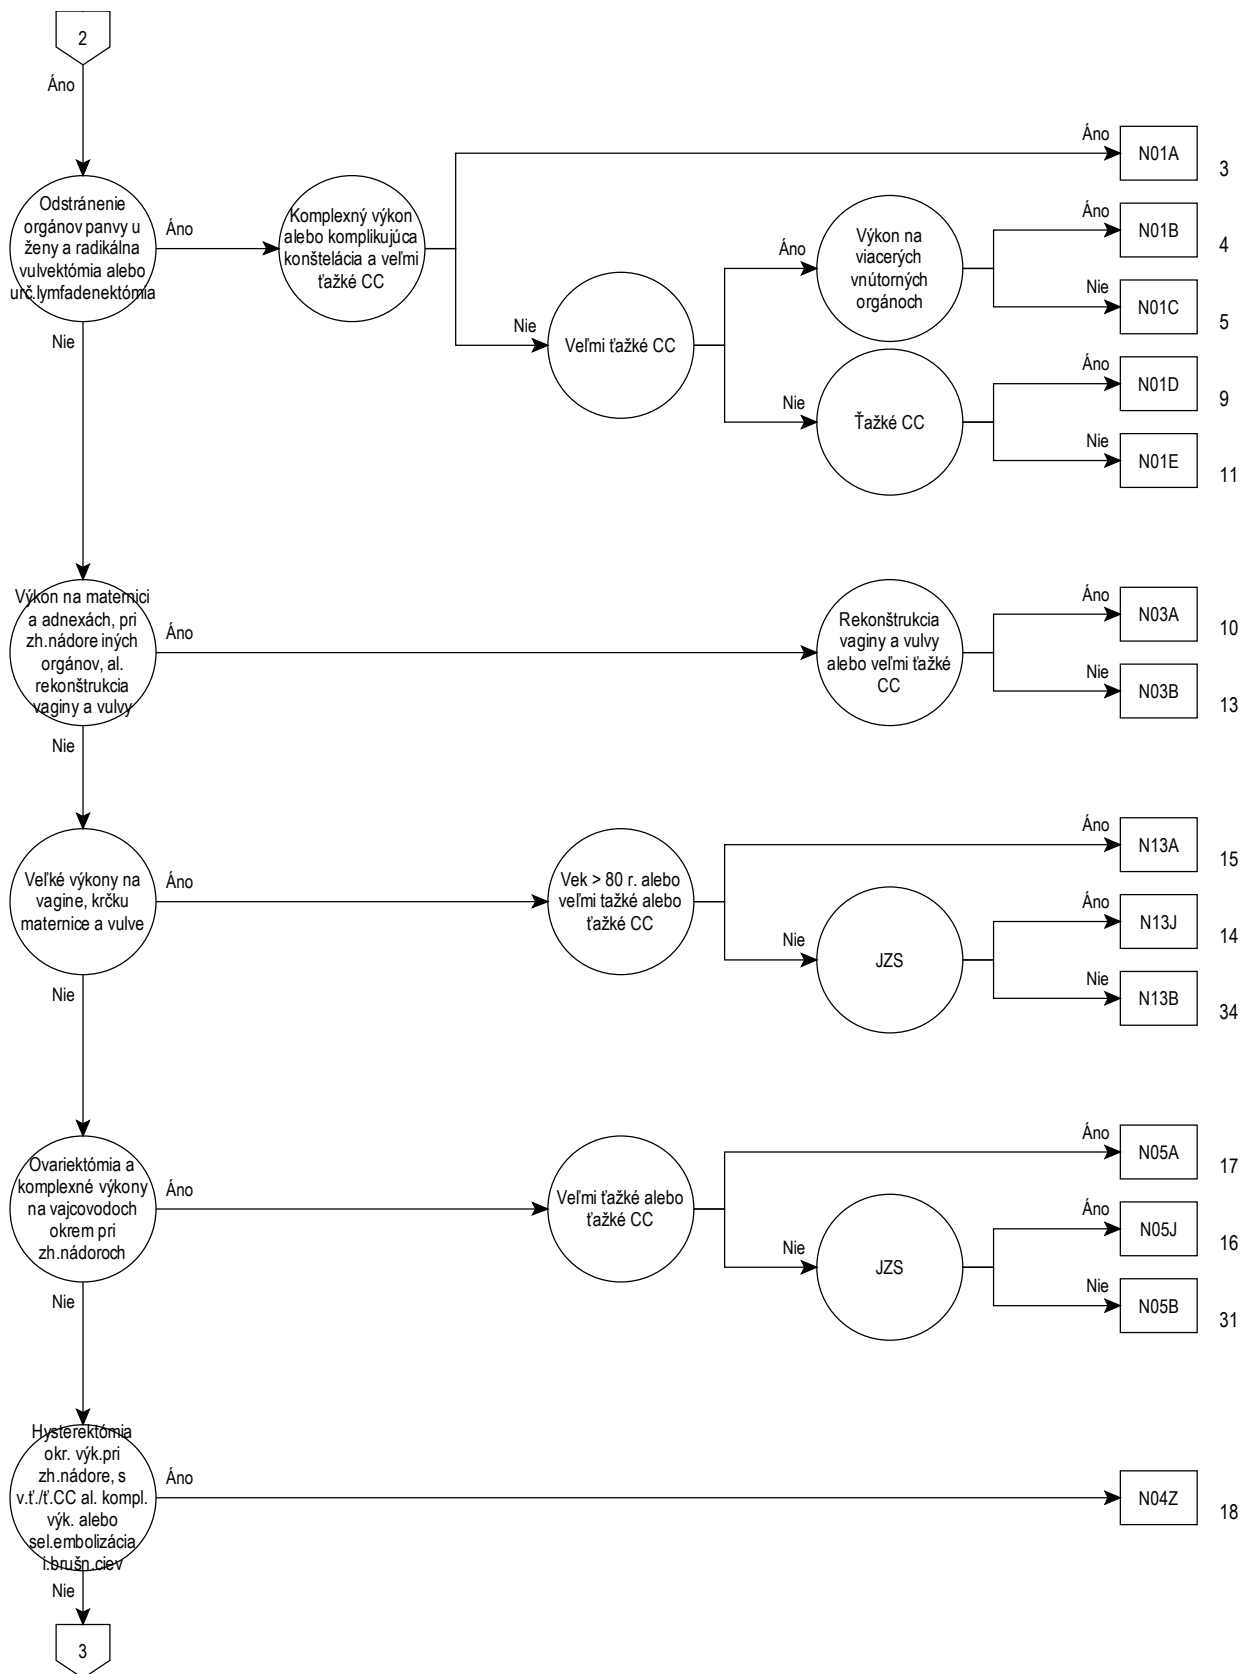 2
Áno
Odstránenie
orgánov panvy u
ženy a radikálna
vulvektómia alebo
urč.lymfadenektómia
Áno
Komplexný výkon
alebo komplikujúca
konštelácia a veľmi
ťažké CC
Áno
N01A
3
Nie
Veľmi ťažké CC
Áno
Výkon na
viacerých
vnútorných
orgánoch
Áno
N01B
4
Nie
N01C
5
Nie
Ťažké CC
Áno
N01D
9
Nie
N01E
11
Nie
Výkon na maternici
a adnexách, pri
zh.nádore iných
orgánov, al.
rekonštrukcia
vaginy a vulvy
Áno
Rekonštrukcia
vaginy a vulvy
alebo veľmi ťažké
CC
Áno
N03A
10
Nie
N03B
13
Nie
Veľké výkony na
vagine, krčku
maternice a vulve
Áno
Vek > 80 r. alebo
veľmi tažké alebo
ťažké CC
Áno
N13A
15
Nie
JZS
Áno
N13J
14
Nie
N13B
34
Nie
Ovariektómia a
komplexné výkony
na vajcovodoch
okrem pri
zh.nádoroch
Áno
Veľmi ťažké alebo
ťažké CC
Áno
N05A
17
Nie
JZS
Áno
N05J
16
Nie
N05B
31
Nie
Hysterektómia
okr. výk.pri
zh.nádore, s
v.ť./ť.CC al. kompl.
výk. alebo
sel.embolizácia
i.brušn.ciev
Áno
N04Z
18
Nie
3